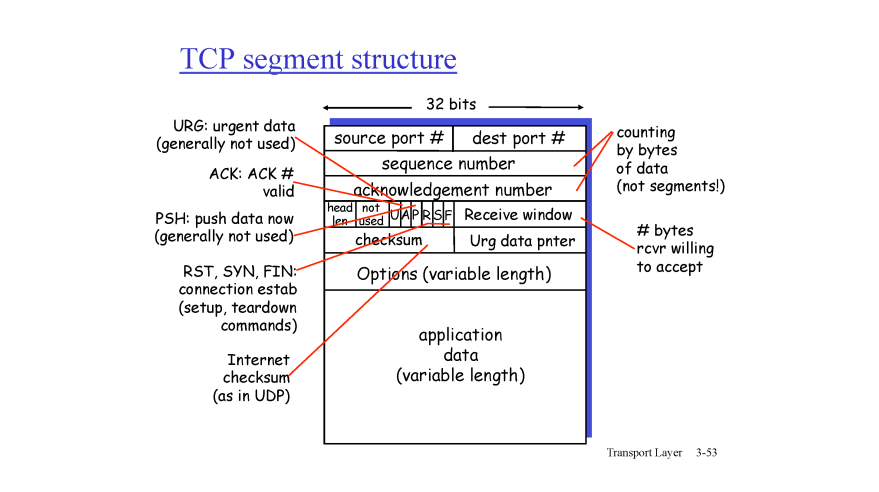 TCP segment structure
32 bits
URG: urgent data
(generally not used)
ACK: ACK #
valid
PSH: push data now
(generally not used)
RST, SYN, FIN:
connection estab
(setup, teardown
commands)
Internet
checksum
(as in UDP)
source port #
dest port #
sequence number
acknowledgement number
head
len
not
used
U
A
P
R
S
F
Receive window
checksum
Urg data pnter
Options (variable length)
application
data
(variable length)
counting
by bytes
of data
(not segments!)
# bytes
rcvr willing
to accept
Transport Layer
3-53